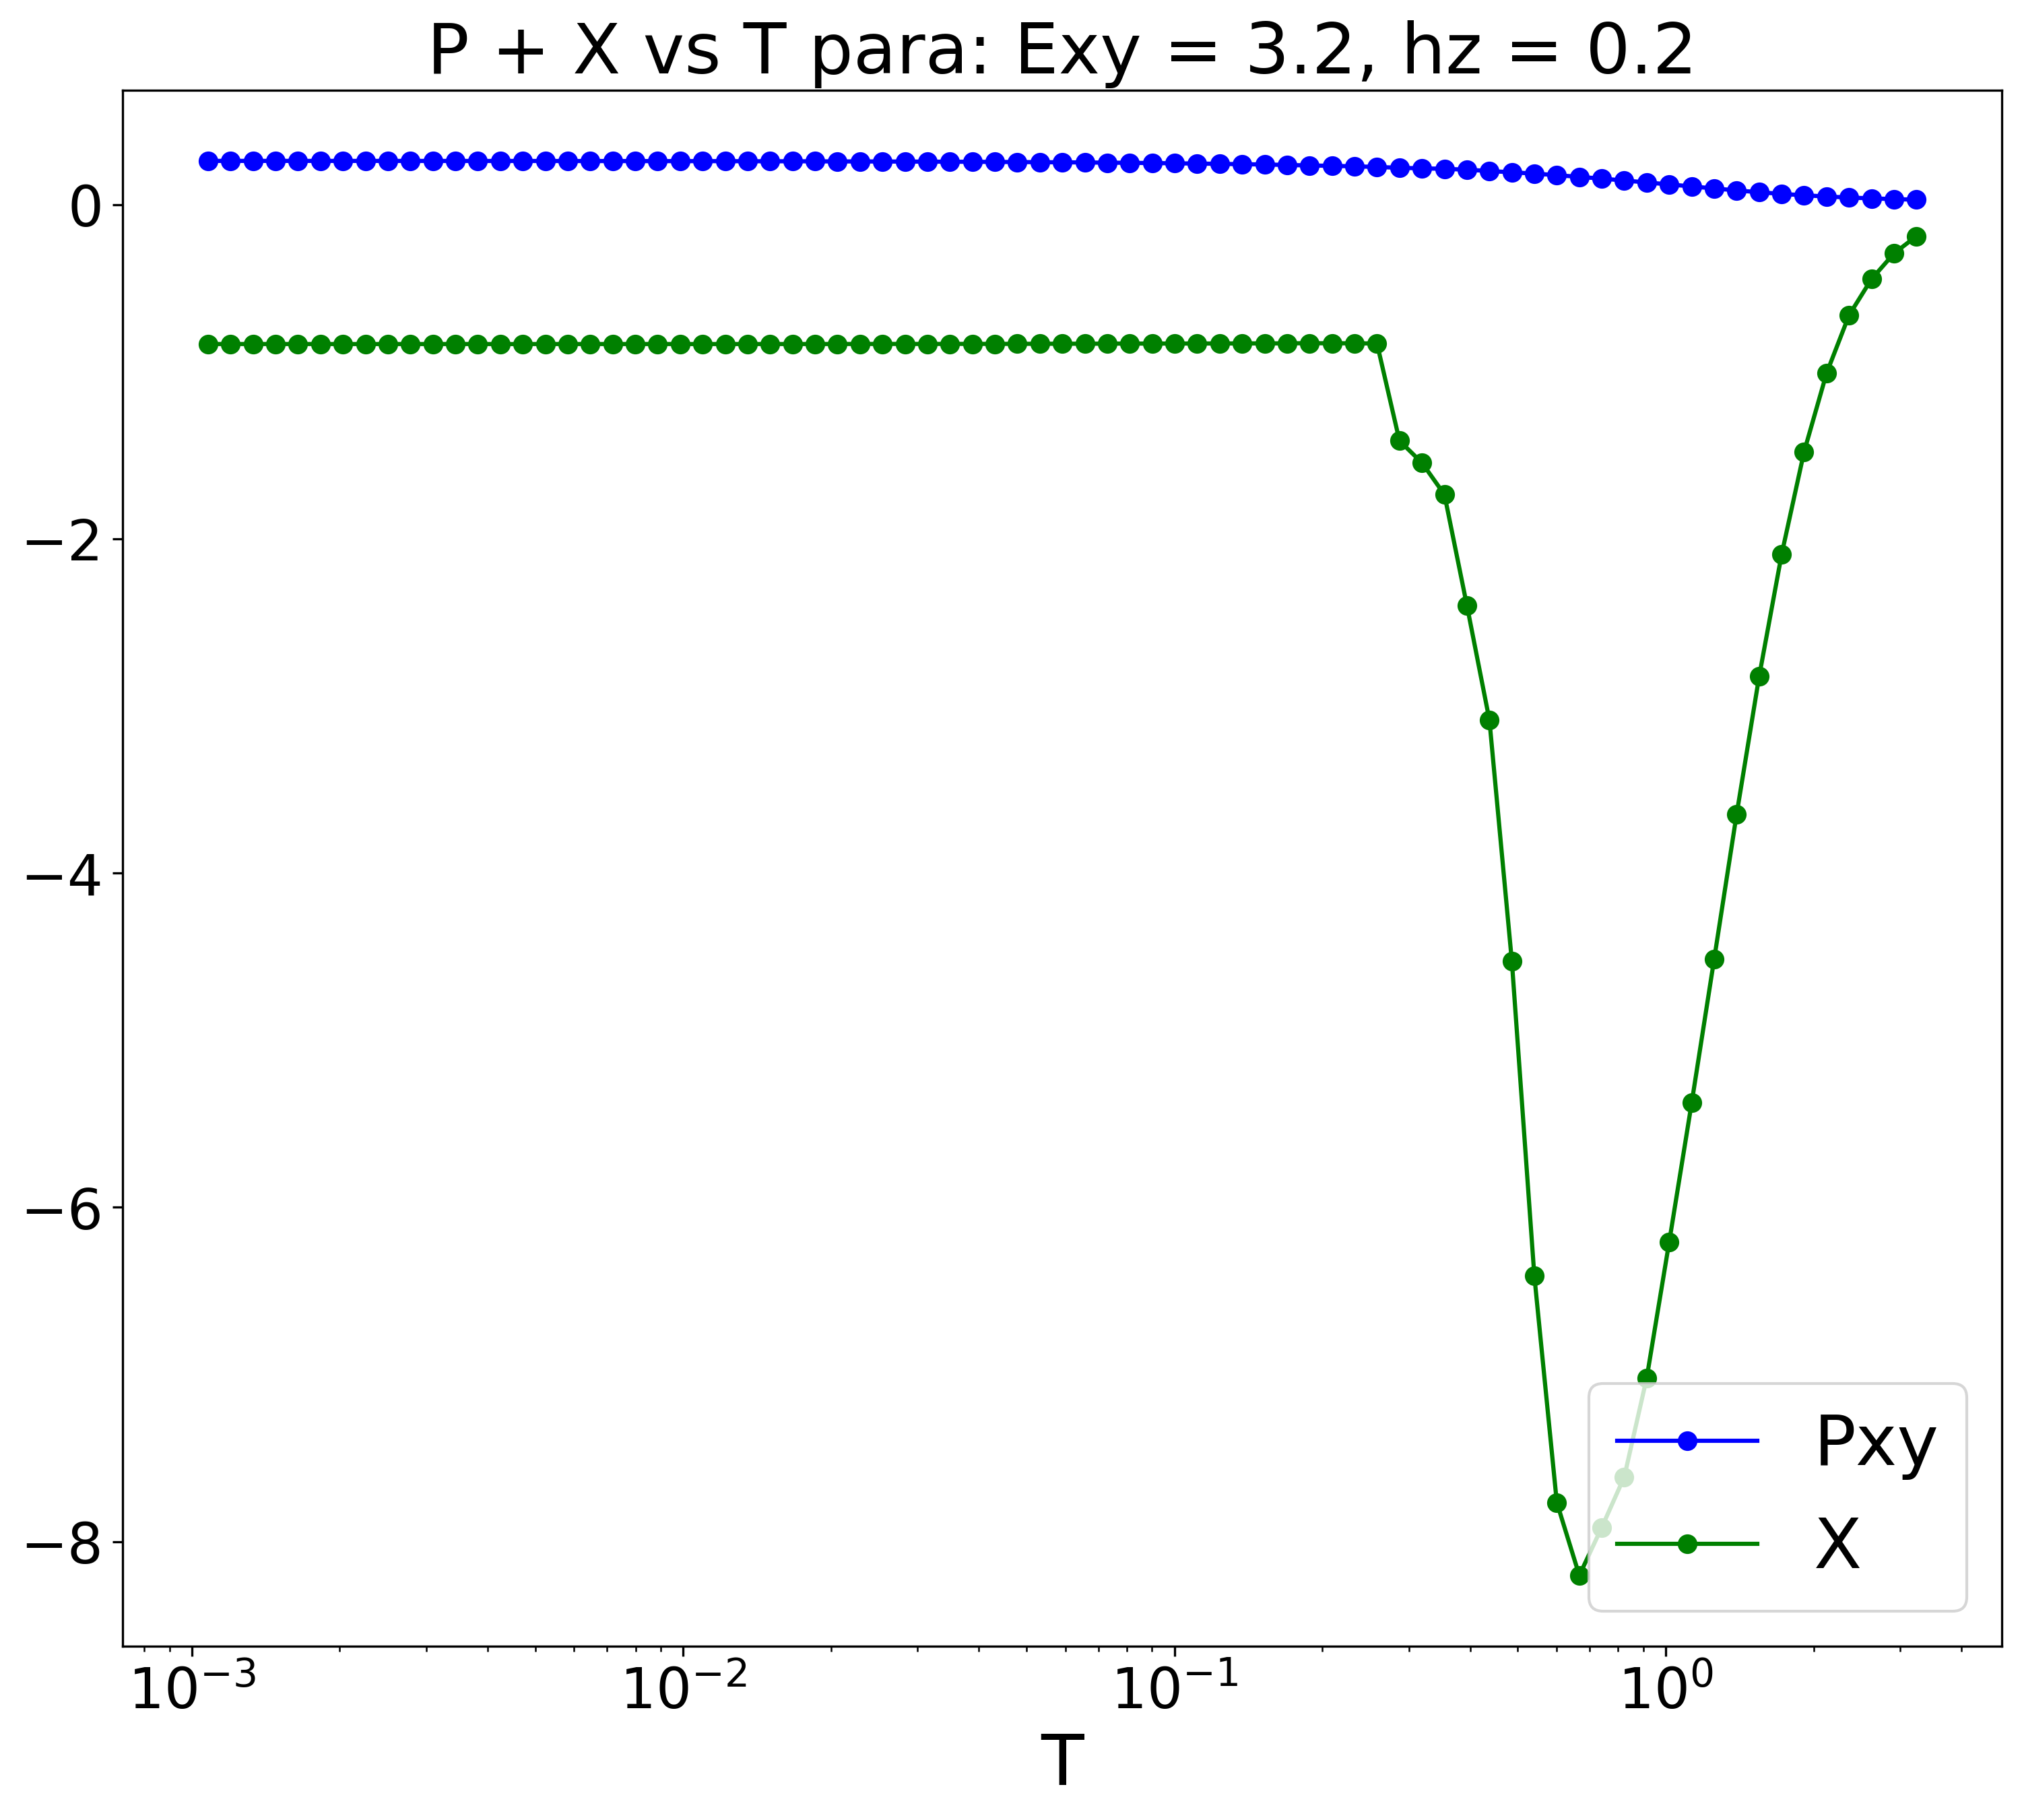 P + X vs T para: Exy = 3.2, hz = 0.2
0
−2
−4
−6
−8
Pxy
X
10⁻³ 10⁻² 10⁻¹ 10⁰
T